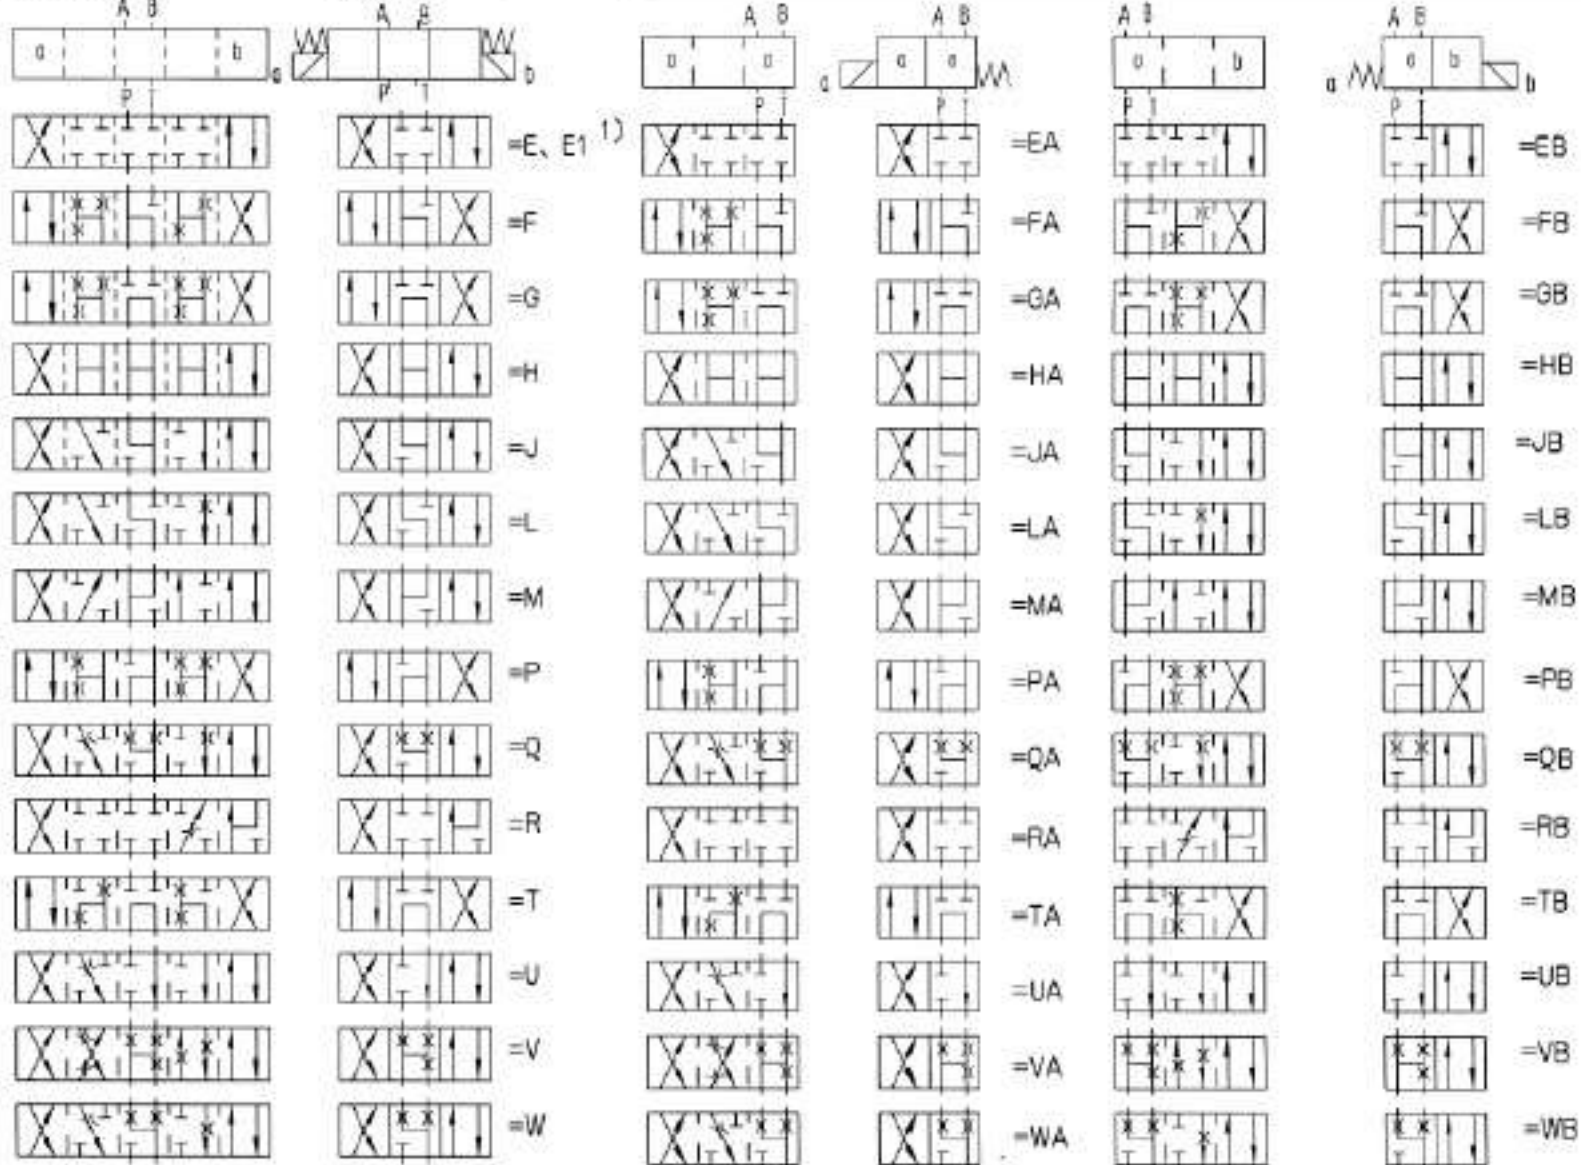 A B A B A B A B A B A B
a b a b o o a a a o b a o b b
P T P T P T P T P T P T
=E、E1 1) =EA =EB
=F =FA =FB
=G =GA =GB
=H =HA =HB
=J =JA =JB
=L =LA =LB
=M =MA =MB
=P =PA =PB
=Q =QA =QB
=R =RA =RB
=T =TA =TB
=U =UA =UB
=V =VA =VB
=W =WA =WB